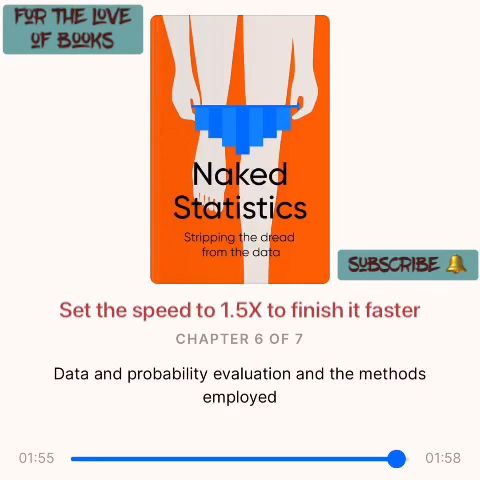 FOR THE LOVE
OF BOOKS
Naked
Statistics
Stripping the dread
from the data
SUBSCRIBE 🔔
Set the speed to 1.5X to finish it faster
CHAPTER 6 OF 7
Data and probability evaluation and the methods
employed
01:55
01:58